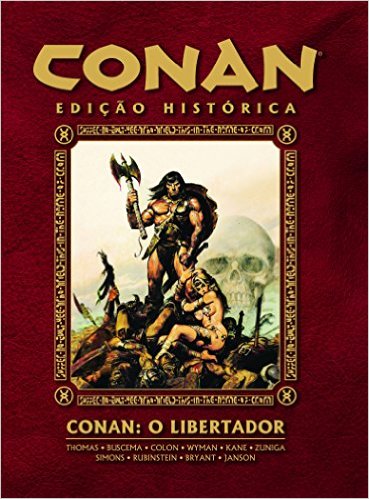 CONAN®
EDIÇÃO HISTÓRICA
CONAN: O LIBERTADOR
THOMAS • BUSCEMA • COLON • WYMAN • KANE • ZUNIGA
SIMONS • RUBINSTEIN • BRYANT • JANSON